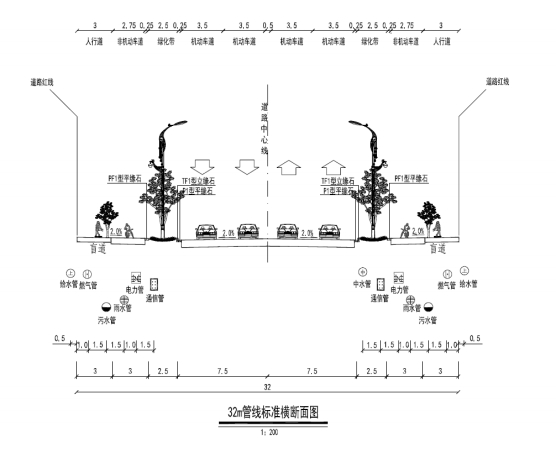 3 2.75 0.25 2.5 0.25 3.5 3.5 0.5 3.5 3.5 0.25 2.5 0.25 2.75 3
人行道 非机动车道 绿化带 机动车道 机动车道 机动车道 机动车道 绿化带 非机动车道 人行道
道路红线 道路红线
道路中心线
PF1型平缘石 TF1型立缘石 TF1型立缘石 PF1型平缘石
P1型平缘石 P1型平缘石
2.0% 2.0% 2.0% 2.0%
盲道 盲道
给水管 燃气管 电力管 通信管 中水管 通信管 电力管 燃气管 给水管
雨水管 雨水管
污水管 污水管
0.5 1.0 1.5 1.5 1.0 1.5 1.5 1.5 1.0 1.5 1.5 1.0 0.5
3 3 2.5 7.5 7.5 2.5 3 3
32
32m管线标准横断面图
1：200